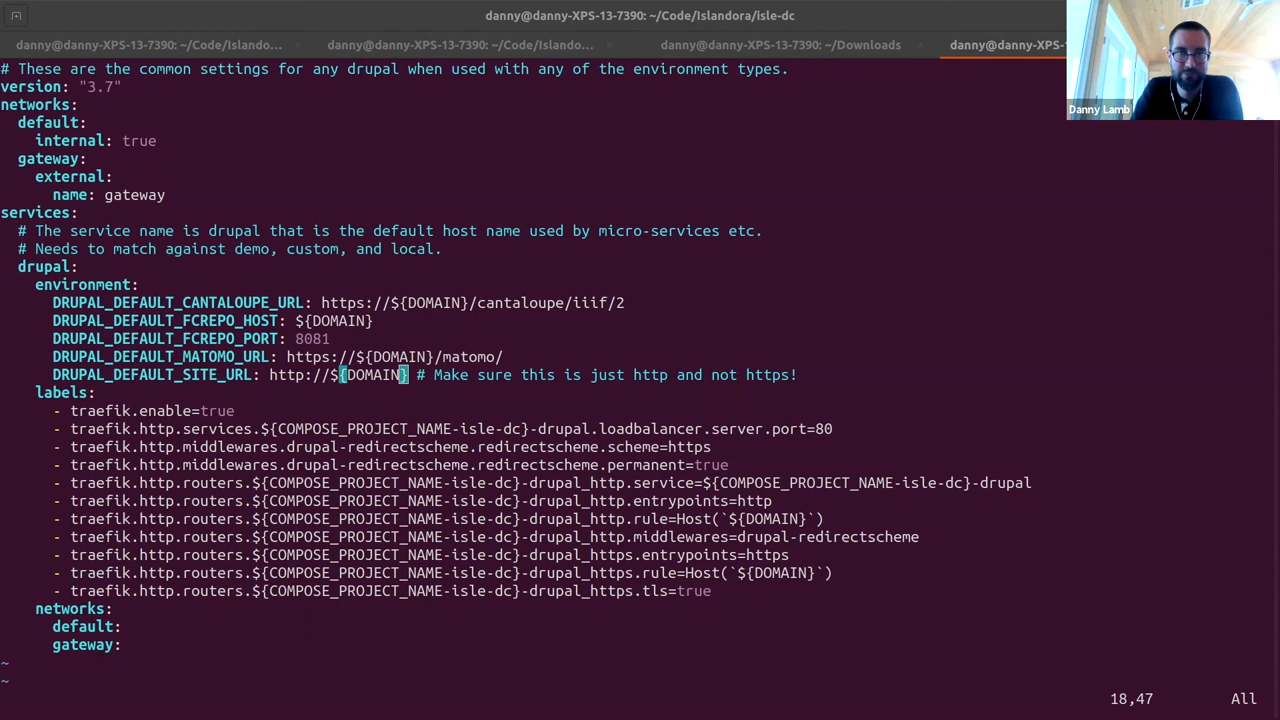 danny@danny-XPS-13-7390: ~/Code/Islandora/isle-dc
danny@danny-XPS-13-7390: ~/Code/Islando...
danny@danny-XPS-13-7390: ~/Code/Islando...
danny@danny-XPS-13-7390: ~/Downloads
danny@danny-XPS-1
Danny Lamb
# These are the common settings for any drupal when used with any of the environment types.
version: "3.7"
networks:
  default:
    internal: true
  gateway:
    external:
      name: gateway
services:
  # The service name is drupal that is the default host name used by micro-services etc.
  # Needs to match against demo, custom, and local.
  drupal:
    environment:
      DRUPAL_DEFAULT_CANTALOUPE_URL: https://${DOMAIN}/cantaloupe/iiif/2
      DRUPAL_DEFAULT_FCREPO_HOST: ${DOMAIN}
      DRUPAL_DEFAULT_FCREPO_PORT: 8081
      DRUPAL_DEFAULT_MATOMO_URL: https://${DOMAIN}/matomo/
      DRUPAL_DEFAULT_SITE_URL: http://${DOMAIN} # Make sure this is just http and not https!
    labels:
      - traefik.enable=true
      - traefik.http.services.${COMPOSE_PROJECT_NAME-isle-dc}-drupal.loadbalancer.server.port=80
      - traefik.http.middlewares.drupal-redirectscheme.redirectscheme.scheme=https
      - traefik.http.middlewares.drupal-redirectscheme.redirectscheme.permanent=true
      - traefik.http.routers.${COMPOSE_PROJECT_NAME-isle-dc}-drupal_http.service=${COMPOSE_PROJECT_NAME-isle-dc}-drupal
      - traefik.http.routers.${COMPOSE_PROJECT_NAME-isle-dc}-drupal_http.entrypoints=http
      - traefik.http.routers.${COMPOSE_PROJECT_NAME-isle-dc}-drupal_http.rule=Host(`${DOMAIN}`)
      - traefik.http.routers.${COMPOSE_PROJECT_NAME-isle-dc}-drupal_http.middlewares=drupal-redirectscheme
      - traefik.http.routers.${COMPOSE_PROJECT_NAME-isle-dc}-drupal_https.entrypoints=https
      - traefik.http.routers.${COMPOSE_PROJECT_NAME-isle-dc}-drupal_https.rule=Host(`${DOMAIN}`)
      - traefik.http.routers.${COMPOSE_PROJECT_NAME-isle-dc}-drupal_https.tls=true
    networks:
      default:
      gateway:
~
~
18,47 All